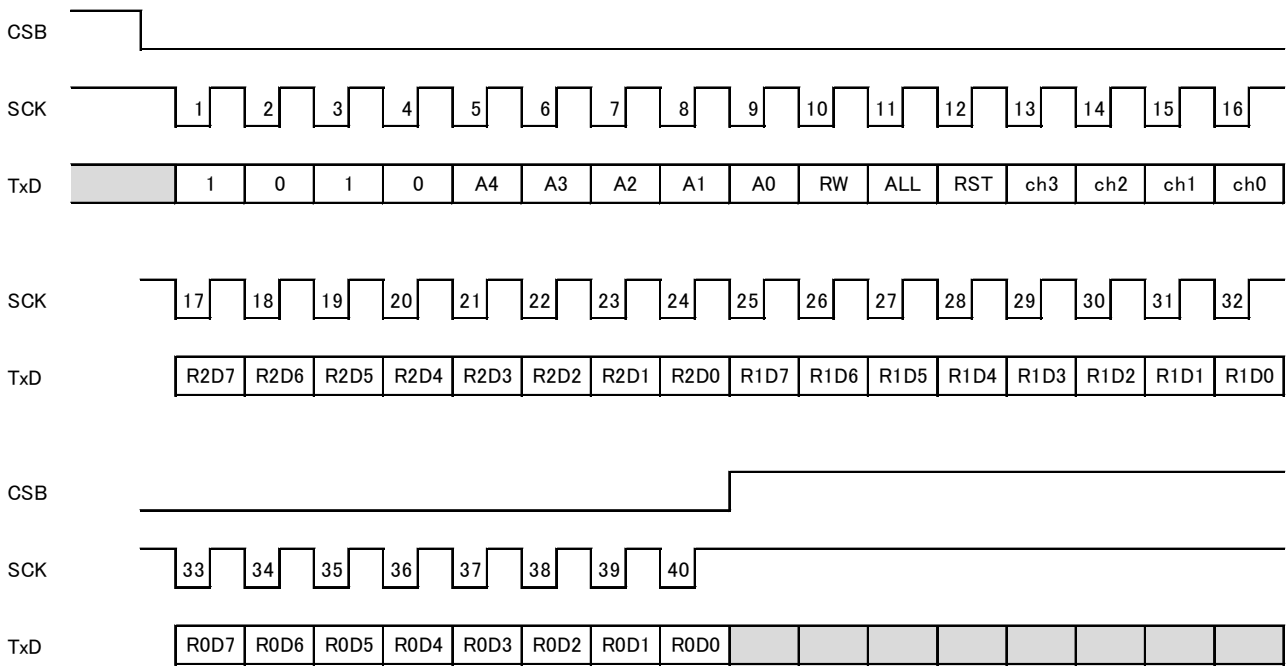 CSB
SCK 1 2 3 4 5 6 7 8 9 10 11 12 13 14 15 16
TxD 1 0 1 0 A4 A3 A2 A1 A0 RW ALL RST ch3 ch2 ch1 ch0
SCK 17 18 19 20 21 22 23 24 25 26 27 28 29 30 31 32
TxD R2D7 R2D6 R2D5 R2D4 R2D3 R2D2 R2D1 R2D0 R1D7 R1D6 R1D5 R1D4 R1D3 R1D2 R1D1 R1D0
CSB
SCK 33 34 35 36 37 38 39 40
TxD R0D7 R0D6 R0D5 R0D4 R0D3 R0D2 R0D1 R0D0